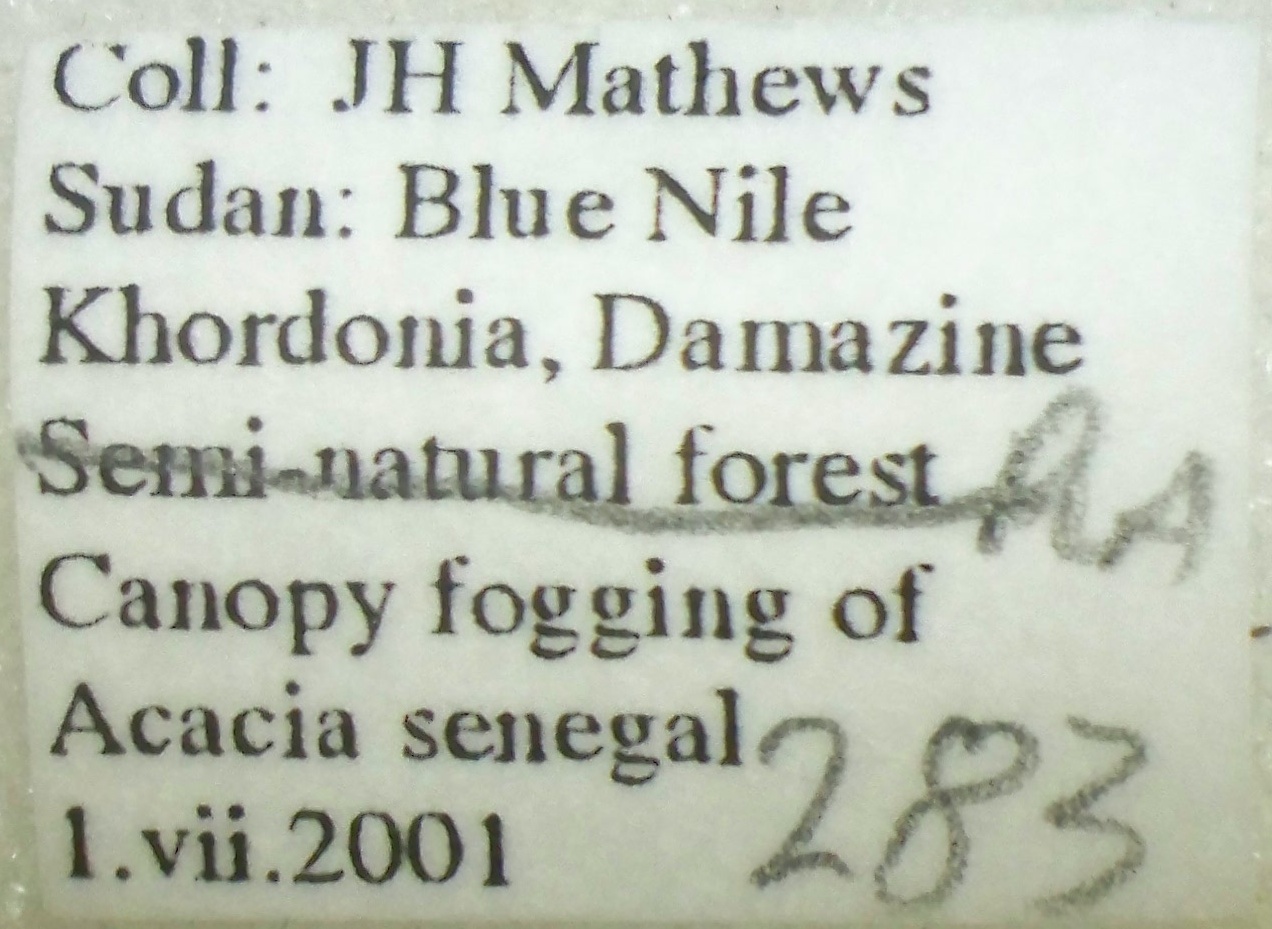 Coll: JH Mathews
Sudan: Blue Nile
Khordonia, Damazine
Semi-natural forest
Canopy fogging of
Acacia senegal 283
1.vii.2001